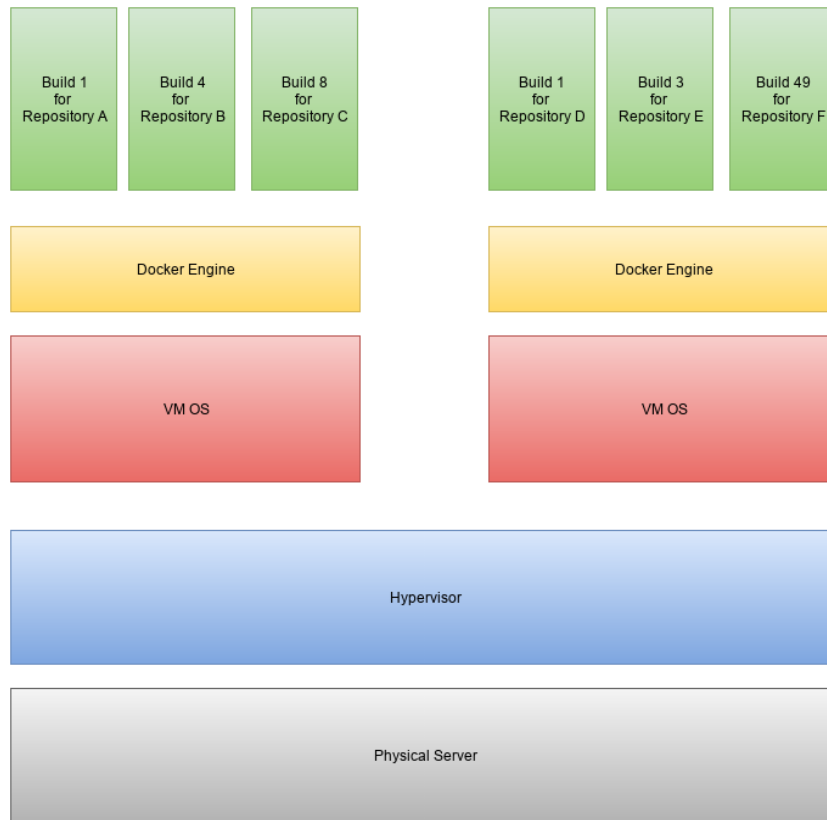 Build 1
for
Repository A
Build 4
for
Repository B
Build 8
for
Repository C
Build 1
for
Repository D
Build 3
for
Repository E
Build 49
for
Repository F
Docker Engine
Docker Engine
VM OS
VM OS
Hypervisor
Physical Server